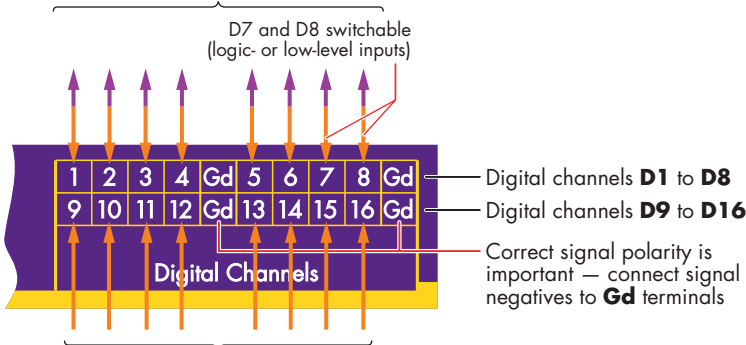 D7 and D8 switchable
(logic- or low-level inputs)
1 2 3 4 Gd 5 6 7 8 Gd
Digital channels D1 to D8
9 10 11 12 Gd 13 14 15 16 Gd
Digital channels D9 to D16
Correct signal polarity is
important — connect signal
negatives to Gd terminals
Digital Channels